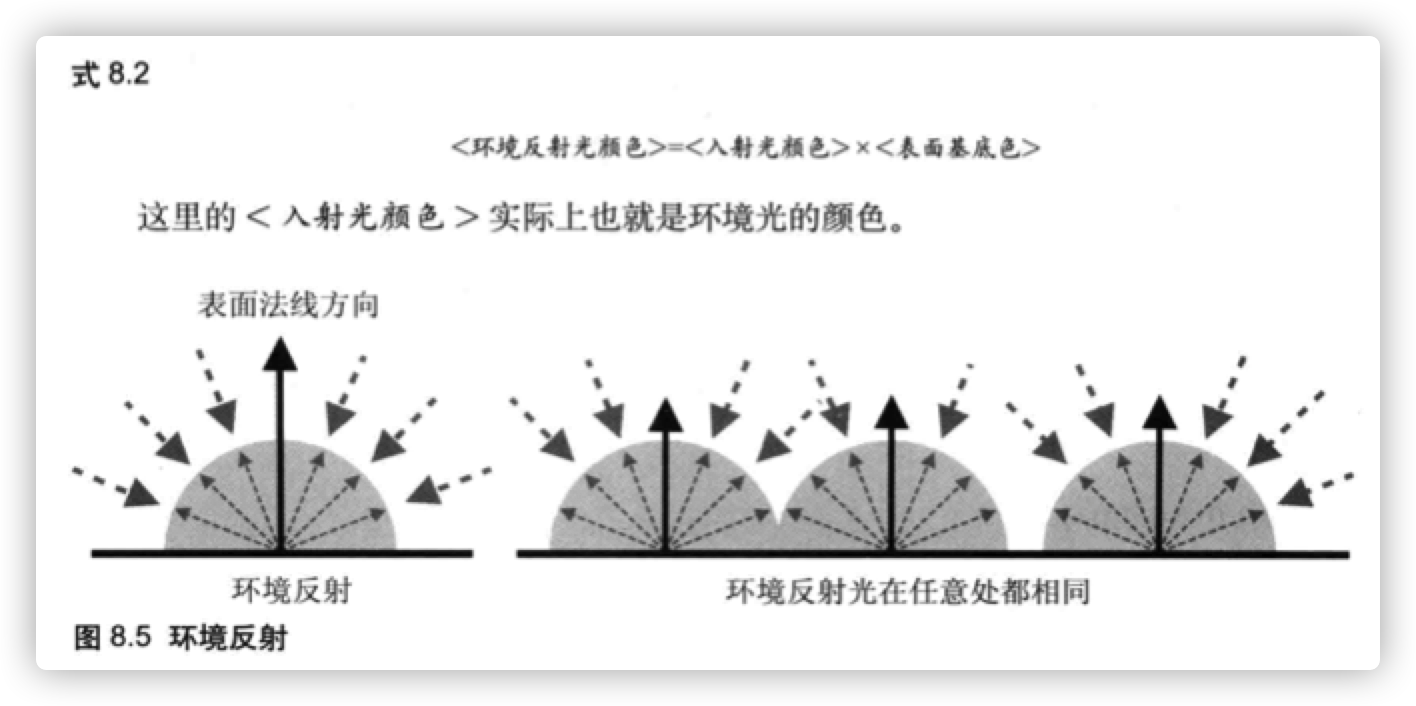 式 8.2
<环境反射光颜色>=<入射光颜色>×<表面基底色>
这里的 < 入射光颜色 > 实际上也就是环境光的颜色。
表面法线方向
环境反射
环境反射光在任意处都相同
图 8.5 环境反射